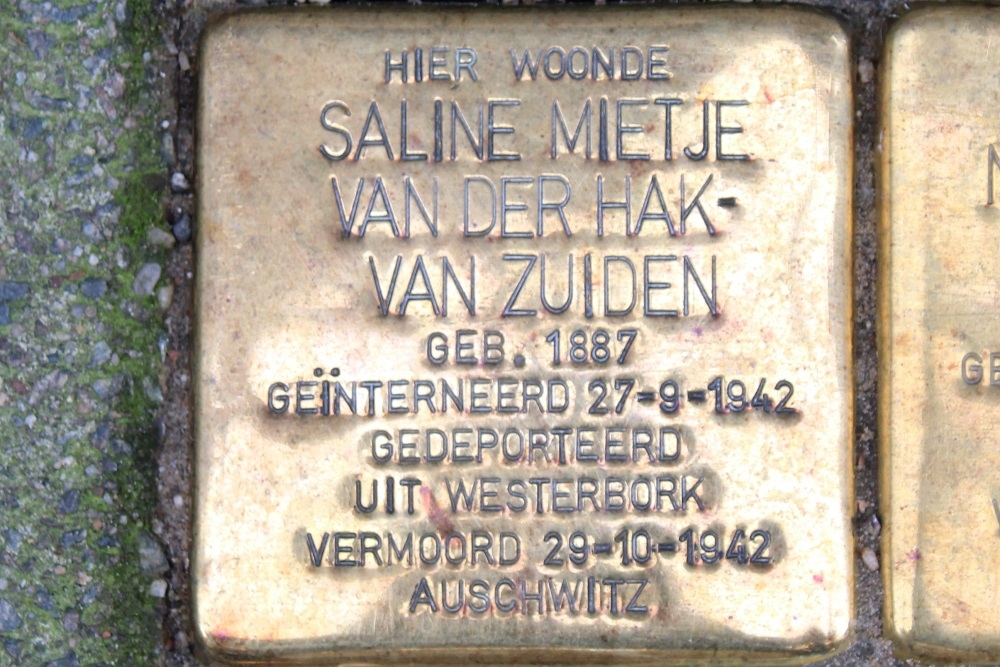 HIER WOONDE
SALINE MIETJE
VAN DER HAK-
VAN ZUIDEN
GEB. 1887
GEÏNTERNEERD 27-9-1942
GEDEPORTEERD
UIT WESTERBORK
VERMOORD 29-10-1942
AUSCHWITZ